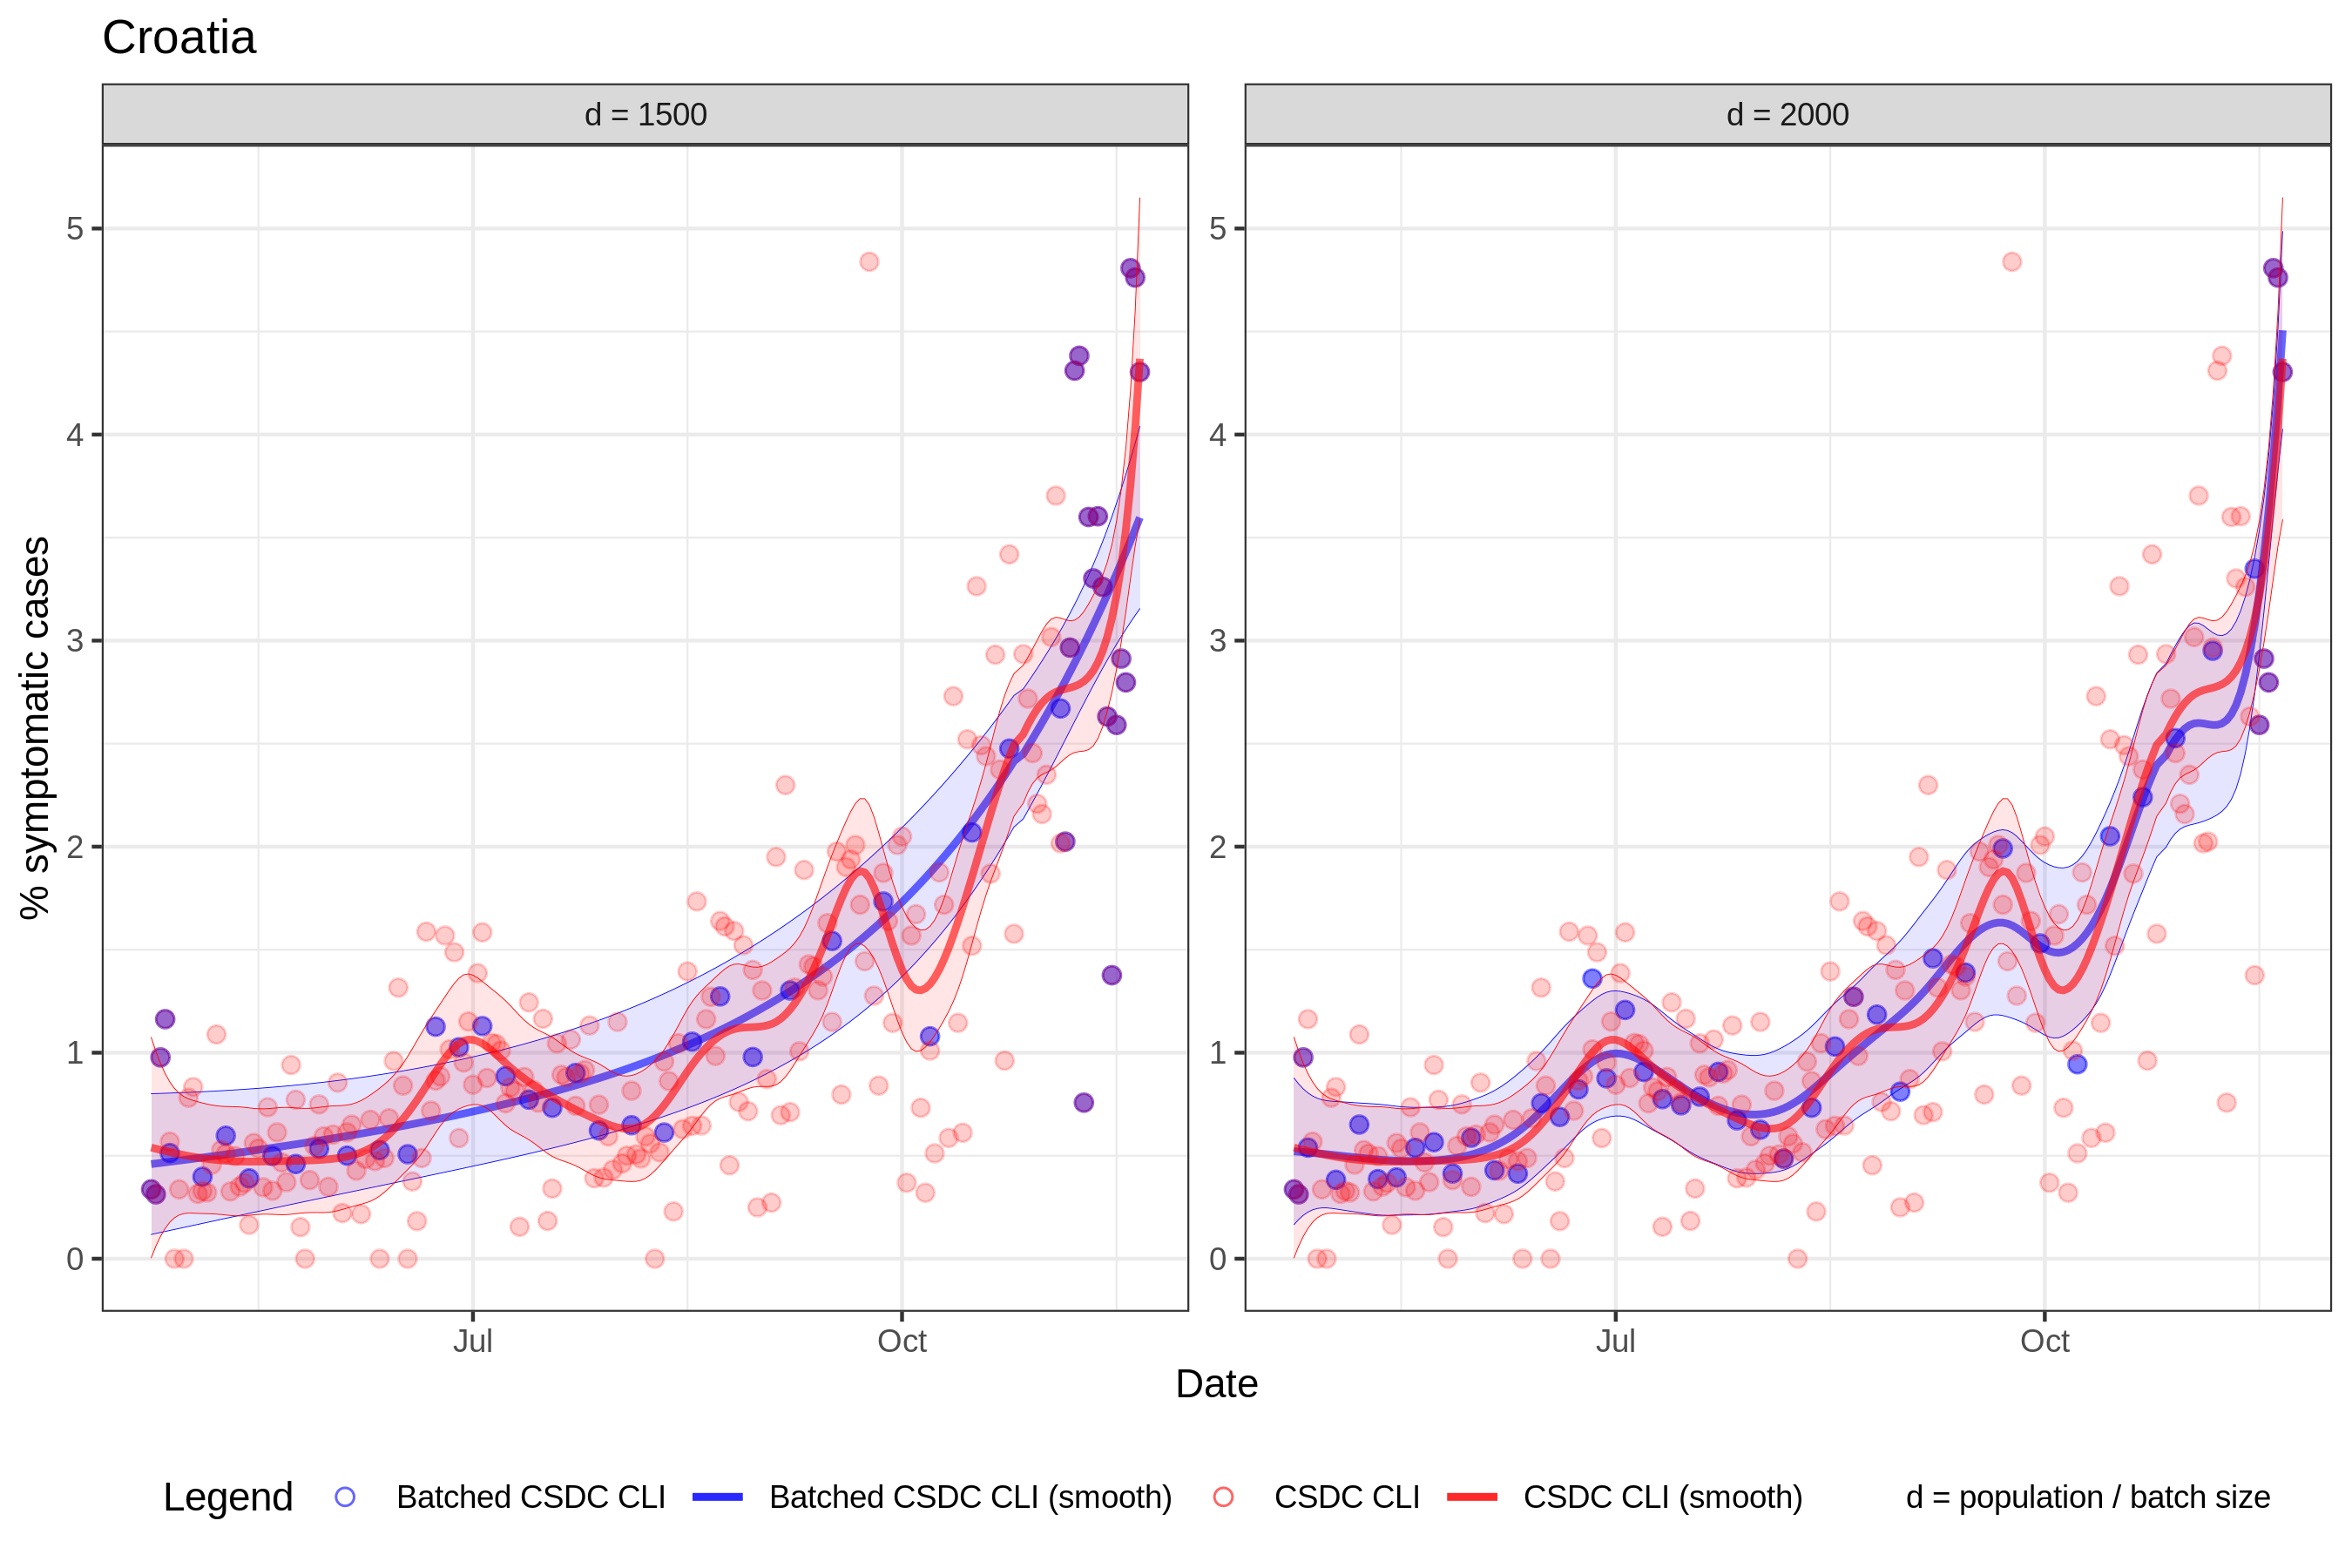 Croatia
d = 1500
d = 2000
% symptomatic cases
5
4
3
2
1
0
5
4
3
2
1
0
Jul
Oct
Jul
Oct
Date
Legend
Batched CSDC CLI
Batched CSDC CLI (smooth)
CSDC CLI
CSDC CLI (smooth)
d = population / batch size